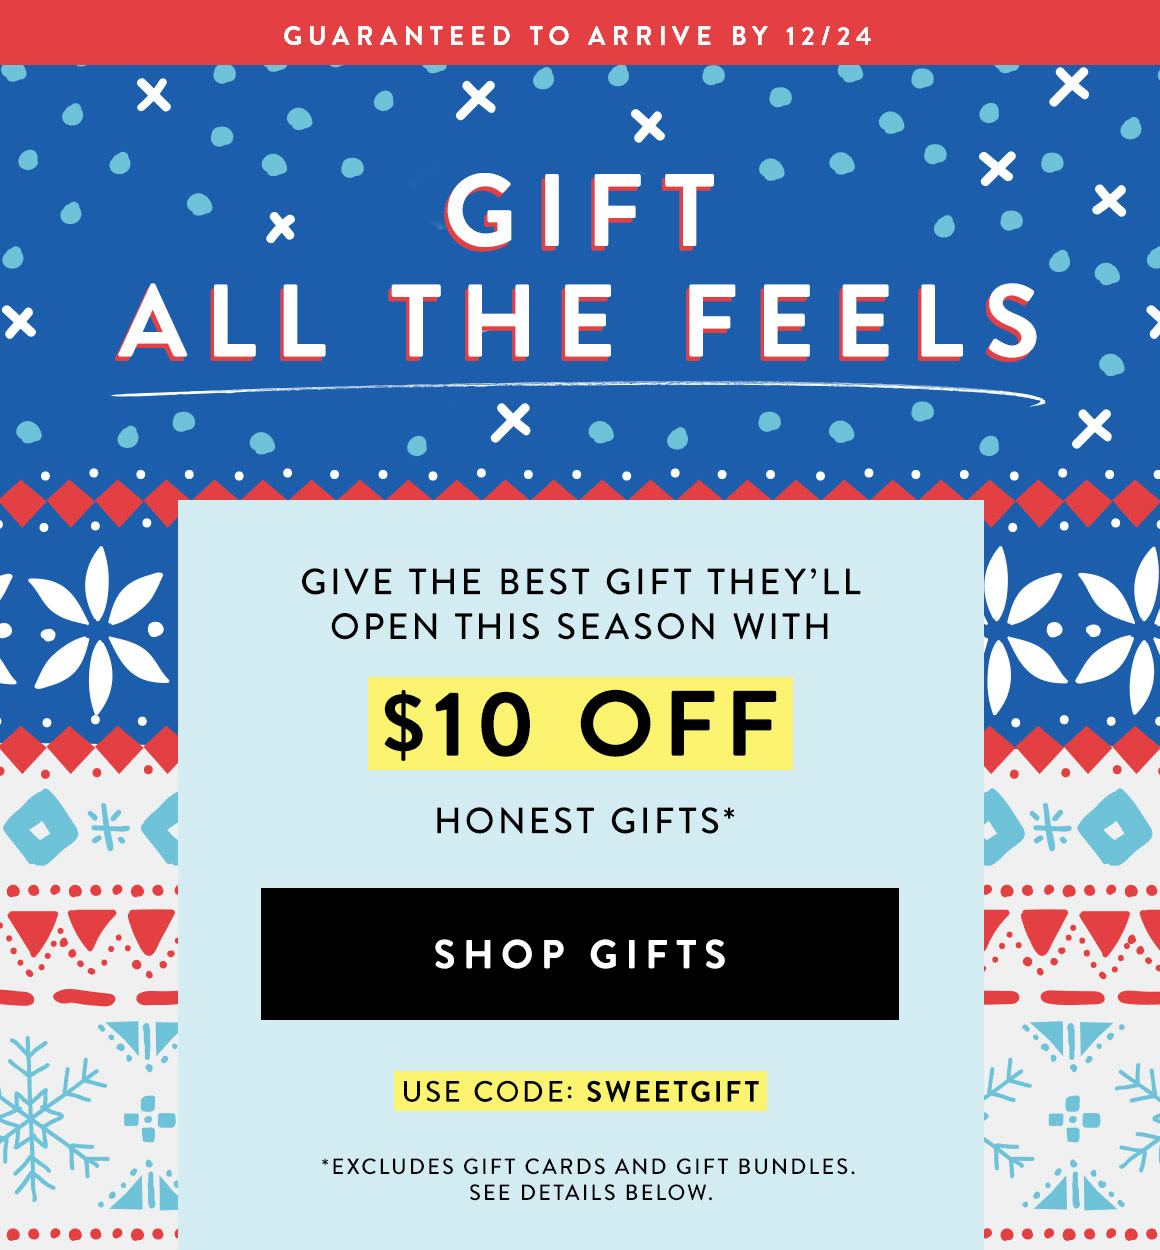 GUARANTEED TO ARRIVE BY 12/24
GIFT
ALL THE FEELS
GIVE THE BEST GIFT THEY’LL
OPEN THIS SEASON WITH
$10 OFF
HONEST GIFTS*
SHOP GIFTS
USE CODE: SWEETGIFT
*EXCLUDES GIFT CARDS AND GIFT BUNDLES.
SEE DETAILS BELOW.